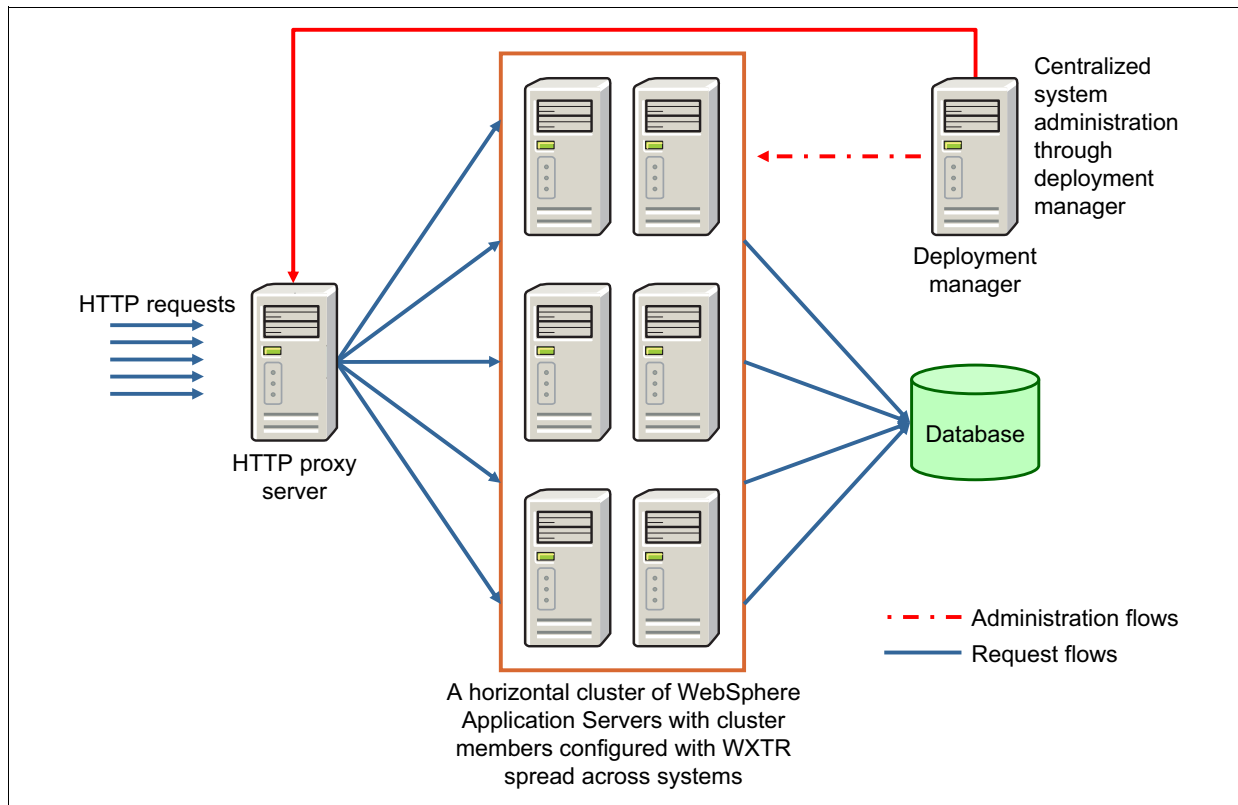 Centralized
system
administration
through
deployment
manager
Deployment
manager
HTTP requests
HTTP proxy
server
Database
Administration flows
Request flows
A horizontal cluster of WebSphere
Application Servers with cluster
members configured with WXTR
spread across systems